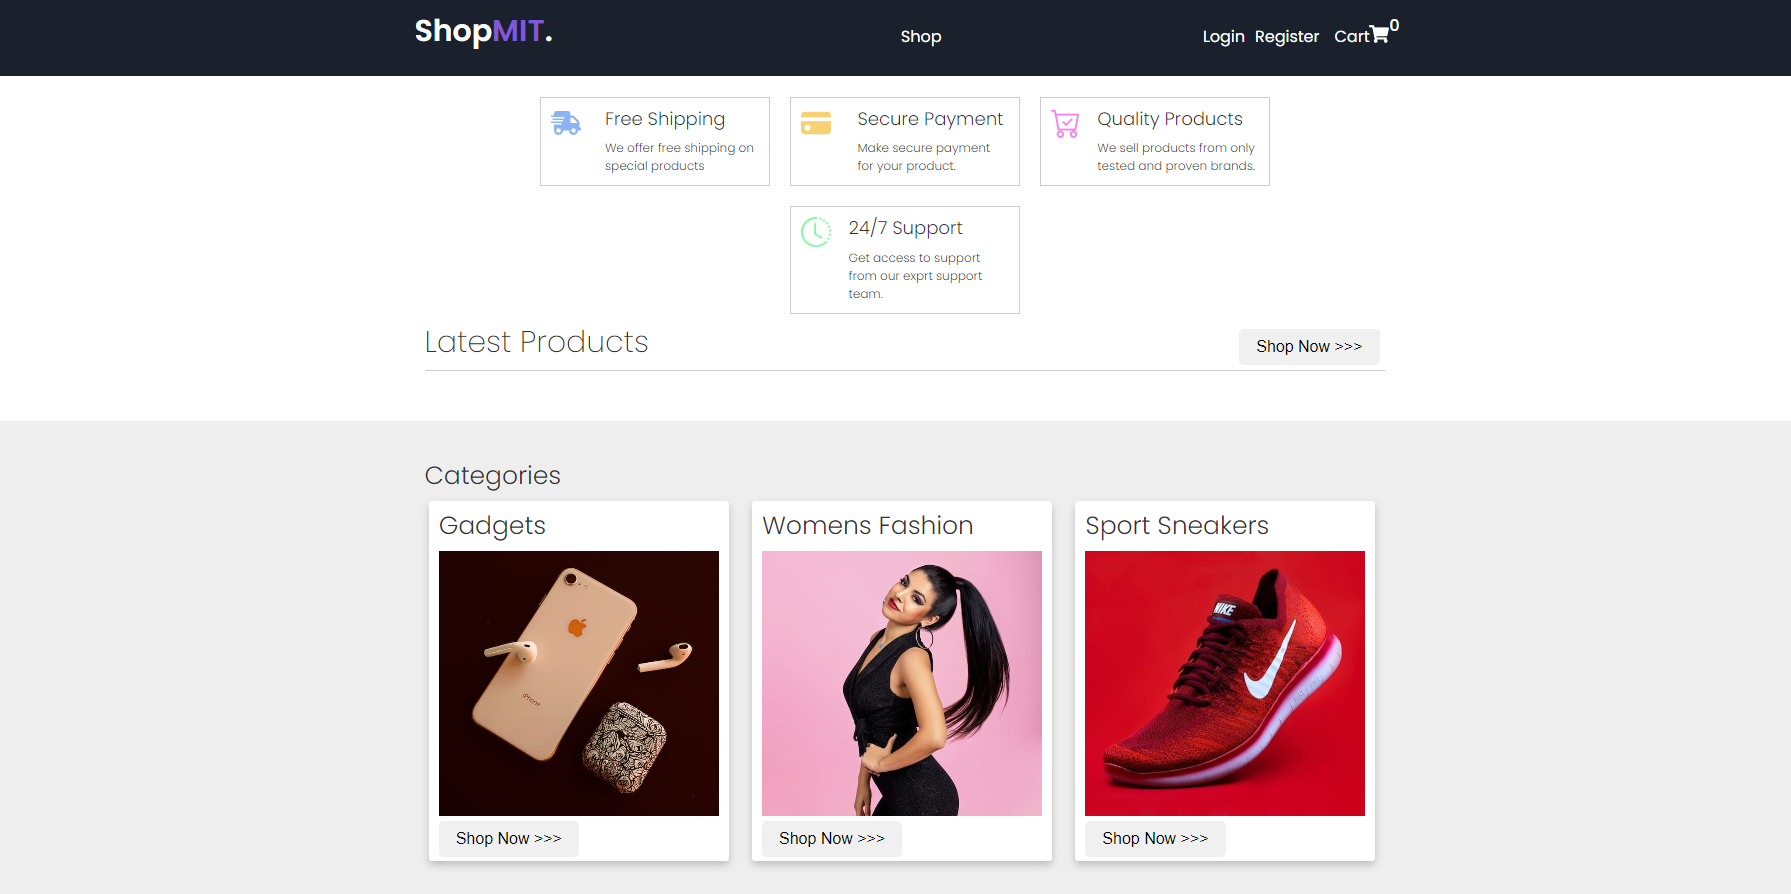 ShopMIT.
Shop
Login Register Cart 0
Free Shipping
We offer free shipping on
special products
Secure Payment
Make secure payment
for your product.
Quality Products
We sell products from only
tested and proven brands.
24/7 Support
Get access to support
from our exprt support
team.
Latest Products
Shop Now >>>
Categories
Gadgets
iPhone
Shop Now >>>
Womens Fashion
Shop Now >>>
Sport Sneakers
NIKE
Shop Now >>>